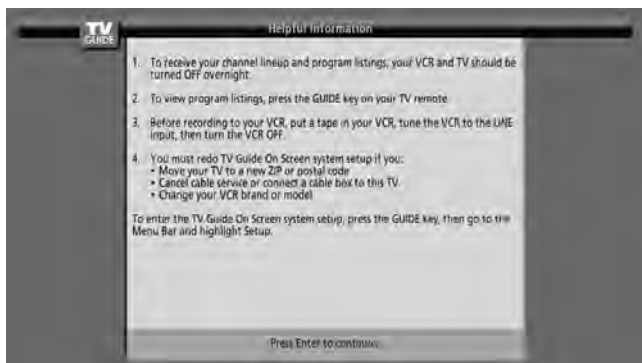 TV
GUIDE
Helpful Information
1. To receive your channel lineup and program listings, your VCR and TV should be
turned OFF overnight.
2. To view program listings, press the GUIDE key on your TV remote
3. Before recording to your VCR, put a tape in your VCR, tune the VCR to the LINE
input, then turn the VCR OFF.
4. You must redo TV Guide On Screen system setup if you:
• Move your TV to a new ZIP or postal code
• Cancel cable service or connect a cable box to this TV.
• Change your VCR brand or model
To enter the TV Guide On Screen system setup, press the GUIDE key, then go to the
Menu Bar and highlight Setup.
Press Enter to continue.